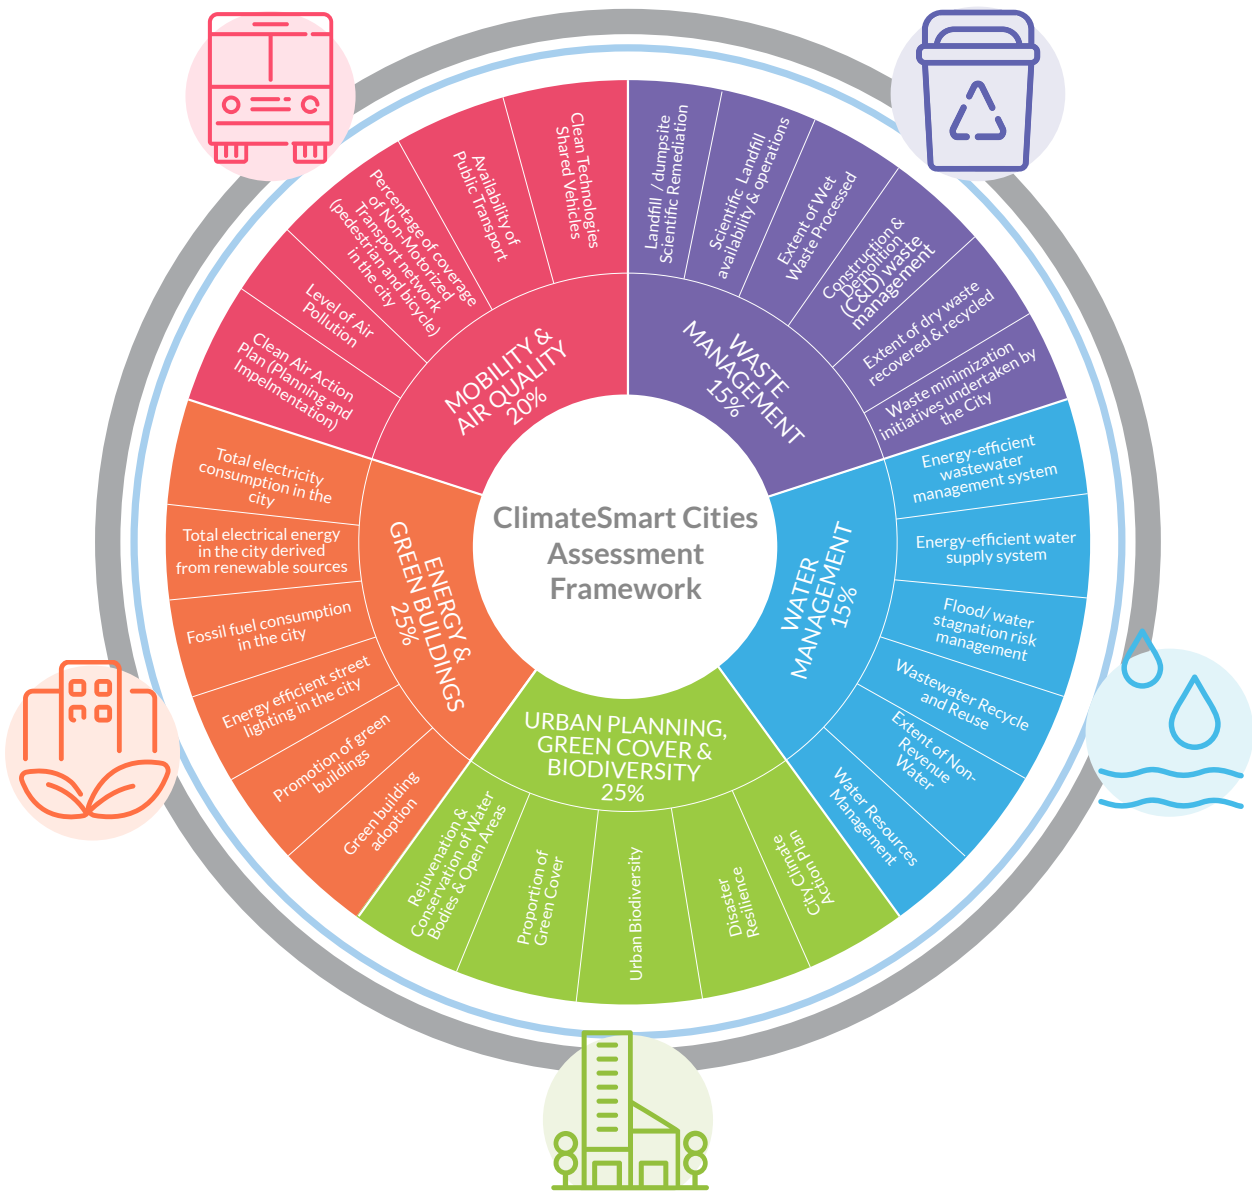 ClimateSmart Cities
Assessment
Framework
MOBILITY &
AIR QUALITY
20%
Clean Air Action
Plan (Planning and
Impelmentation)
Level of Air
Pollution
Percentage of coverage
of Non-Motorized
Transport network
(pedestrian and bicycle)
in the city
Availability of
Public Transport
Clean Technologies
Shared Vehicles
WASTE
MANAGEMENT
15%
Landfill / dumpsite
Scientific Remediation
Scientific Landfill
availability & operations
Extent of Wet
Waste Processed
Construction &
Demolition
(C&D) waste
management
Extent of dry waste
recovered & recycled
Waste minimization
initiatives undertaken by
the City
WATER
MANAGEMENT
15%
Energy-efficient
wastewater
management system
Energy-efficient water
supply system
Flood/ water
stagnation risk
management
Wastewater Recycle
and Reuse
Extent of Non-
Revenue
Water
Water Resources
Management
URBAN PLANNING,
GREEN COVER &
BIODIVERSITY
25%
City Climate
Action Plan
Disaster
Resilience
Urban Biodiversity
Proportion of
Green Cover
Rejuvenation &
Conservation of Water
Bodies & Open Areas
ENERGY &
GREEN BUILDINGS
25%
Green building
adoption
Promotion of green
buildings
Energy efficient street
lighting in the city
Fossil fuel consumption
in the city
Total electrical energy
in the city derived
from renewable sources
Total electricity
consumption in the
city